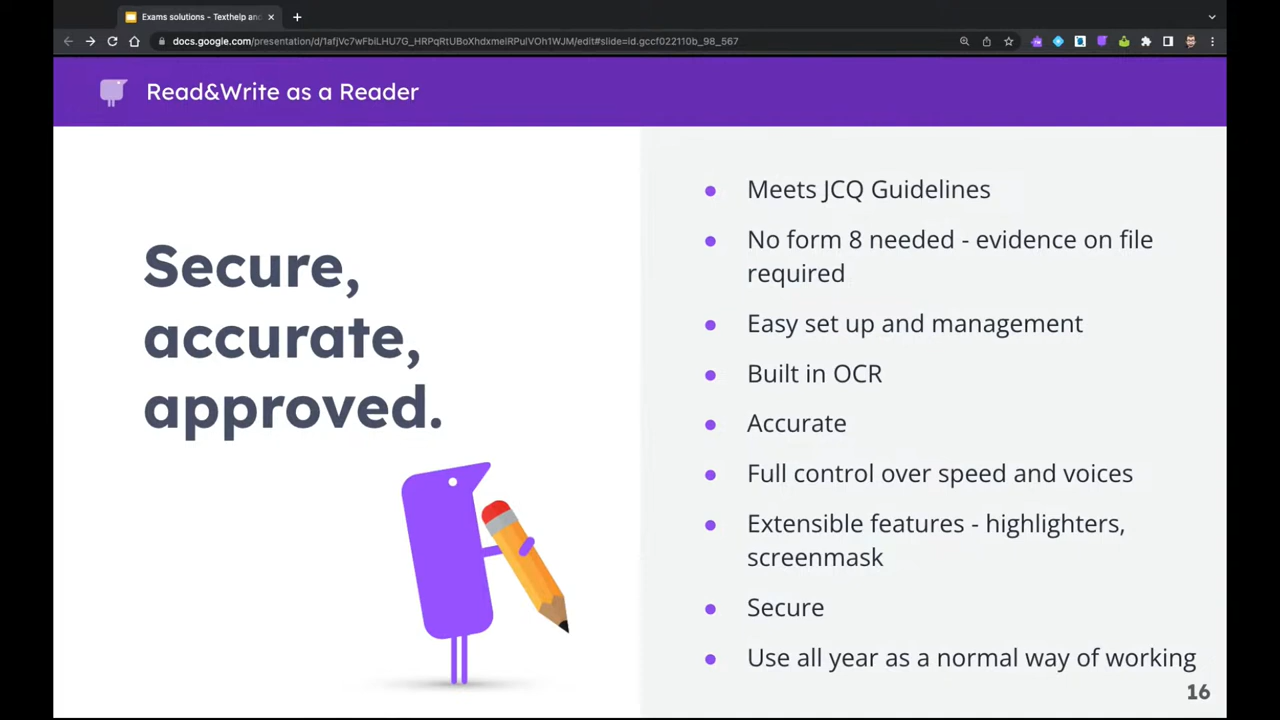 Exams solutions - Texthelp and
docs.google.com/presentation/d/1afjVc7wFbiLHU7G_HRPqRtUBoXhdxmeIRPulVOh1WJM/edit#slide=id.gccf022110b_98_567
Read&Write as a Reader
Secure,
accurate,
approved.
Meets JCQ Guidelines
No form 8 needed - evidence on file
required
Easy set up and management
Built in OCR
Accurate
Full control over speed and voices
Extensible features - highlighters,
screenmask
Secure
Use all year as a normal way of working
16